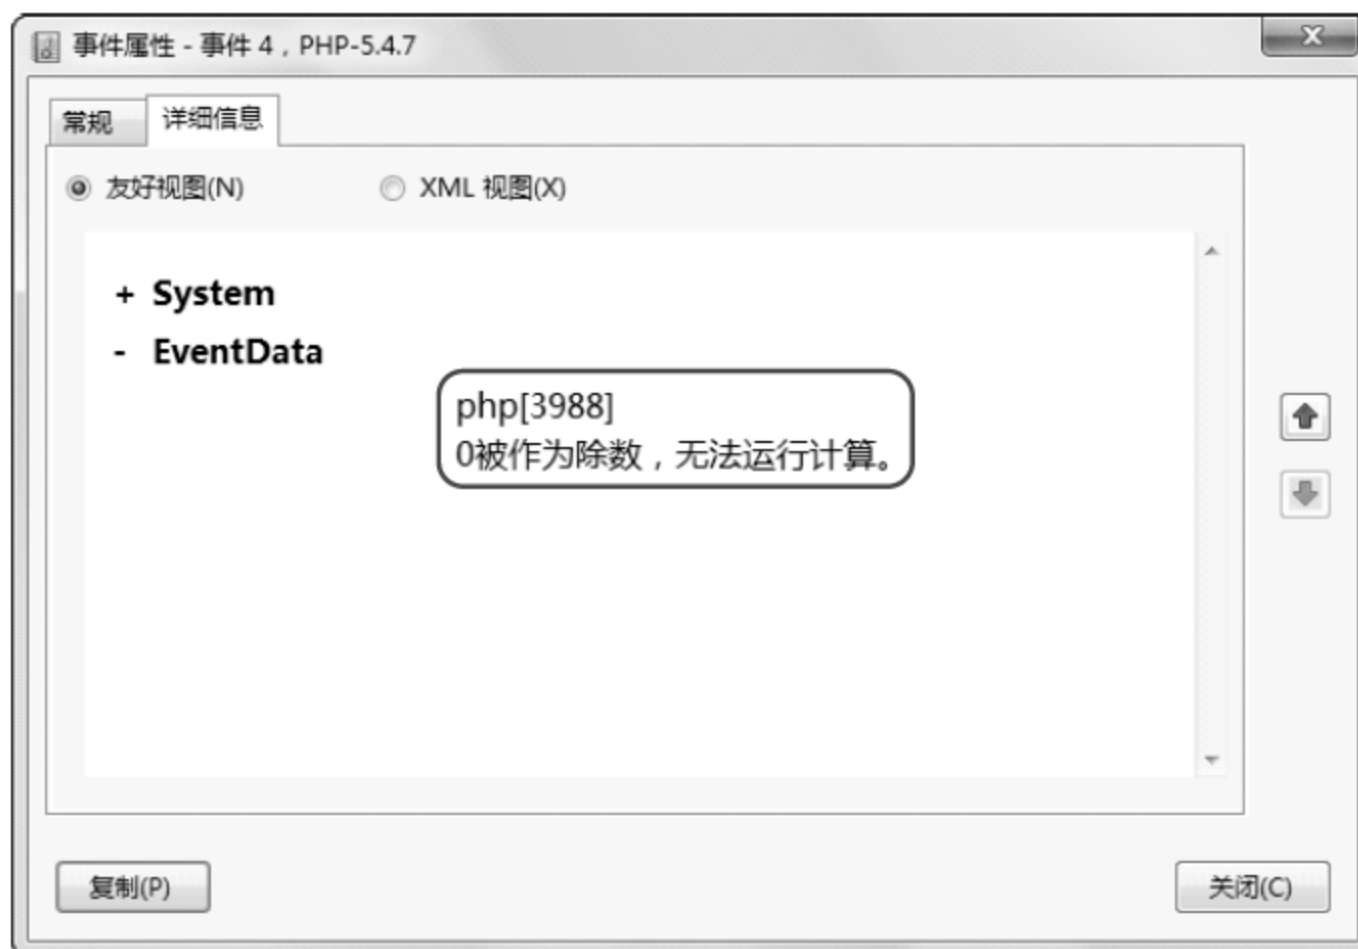 事件属性 - 事件 4，PHP-5.4.7
常规
详细信息
友好视图(N)
XML 视图(X)
+ System
- EventData
php[3988]
0被作为除数，无法运行计算。
复制(P)
关闭(C)